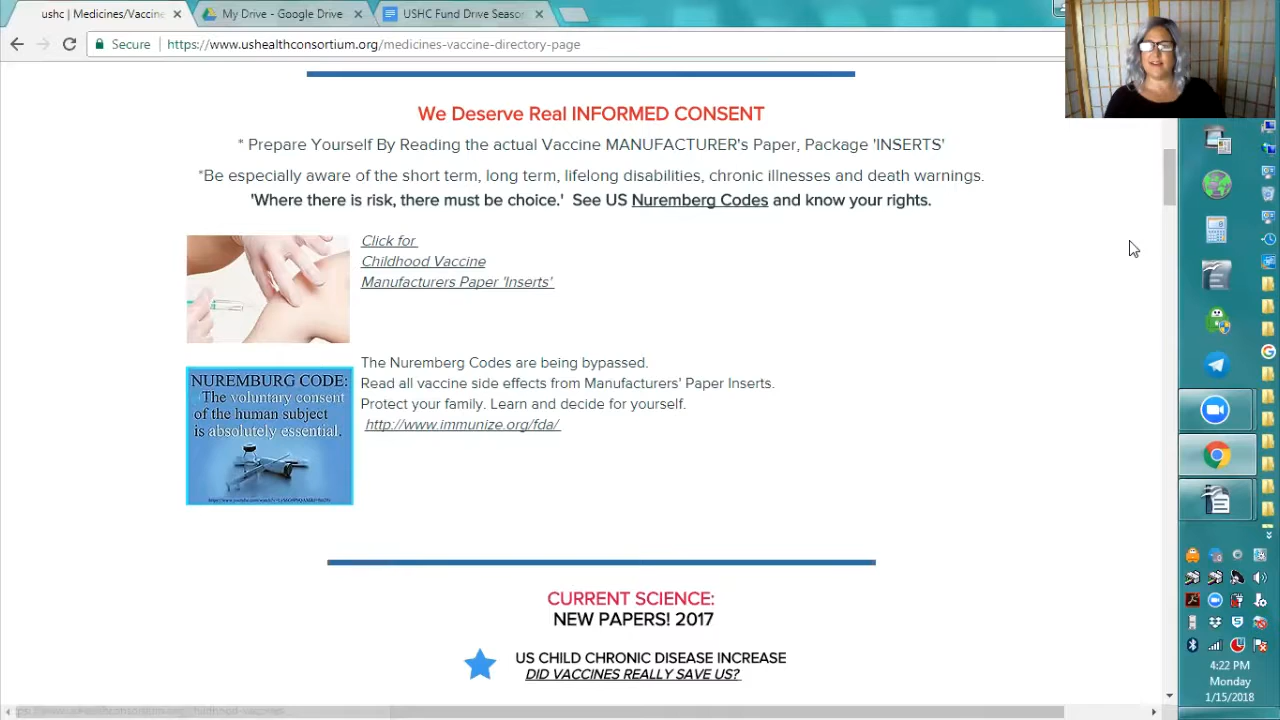 ushc | Medicines/Vaccine
My Drive - Google Drive
USHC Fund Drive Season
Secure
https://www.ushealthconsortium.org/medicines-vaccine-directory-page
We Deserve Real INFORMED CONSENT
* Prepare Yourself By Reading the actual Vaccine MANUFACTURER's Paper, Package 'INSERTS'
*Be especially aware of the short term, long term, lifelong disabilities, chronic illnesses and death warnings.
'Where there is risk, there must be choice.' See US Nuremberg Codes and know your rights.
Click for
Childhood Vaccine
Manufacturers Paper 'Inserts'
The Nuremberg Codes are being bypassed.
Read all vaccine side effects from Manufacturers' Paper Inserts.
Protect your family. Learn and decide for yourself.
http://www.immunize.org/fda/
NUREMBURG CODE:
The voluntary consent
of the human subject
is absolutely essential.
CURRENT SCIENCE:
NEW PAPERS! 2017
US CHILD CHRONIC DISEASE INCREASE
DID VACCINES REALLY SAVE US?
4:22 PM
Monday
1/15/2018